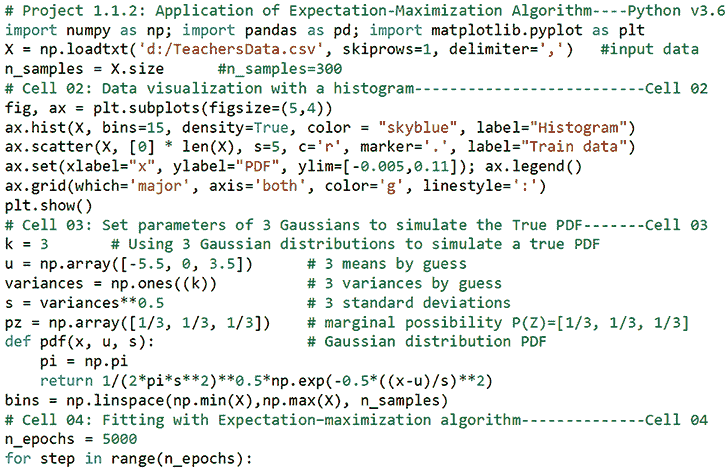 # Project 1.1.2: Application of Expectation-Maximization Algorithm----Python v3.6
import numpy as np; import pandas as pd; import matplotlib.pyplot as plt
X = np.loadtxt('d:/TeachersData.csv', skiprows=1, delimiter=',')   #input data
n_samples = X.size      #n_samples=300
# Cell 02: Data visualization with a histogram--------------------------Cell 02
fig, ax = plt.subplots(figsize=(5,4))
ax.hist(X, bins=15, density=True, color = "skyblue", label="Histogram")
ax.scatter(X, [0] * len(X), s=5, c='r', marker='.', label="Train data")
ax.set(xlabel="x", ylabel="PDF", ylim=[-0.005,0.11]); ax.legend()
ax.grid(which='major', axis='both', color='g', linestyle=':')
plt.show()
# Cell 03: Set parameters of 3 Gaussians to simulate the True PDF-------Cell 03
k = 3       # Using 3 Gaussian distributions to simulate a true PDF
u = np.array([-5.5, 0, 3.5])      # 3 means by guess
variances = np.ones((k))          # 3 variances by guess
s = variances**0.5                # 3 standard deviations
pz = np.array([1/3, 1/3, 1/3])    # marginal possibility P(Z)=[1/3, 1/3, 1/3]
def pdf(x, u, s):                 # Gaussian distribution PDF
    pi = np.pi
    return 1/(2*pi*s**2)**0.5*np.exp(-0.5*((x-u)/s)**2)
bins = np.linspace(np.min(X),np.max(X), n_samples)
# Cell 04: Fitting with Expectation-maximization algorithm--------------Cell 04
n_epochs = 5000
for step in range(n_epochs):